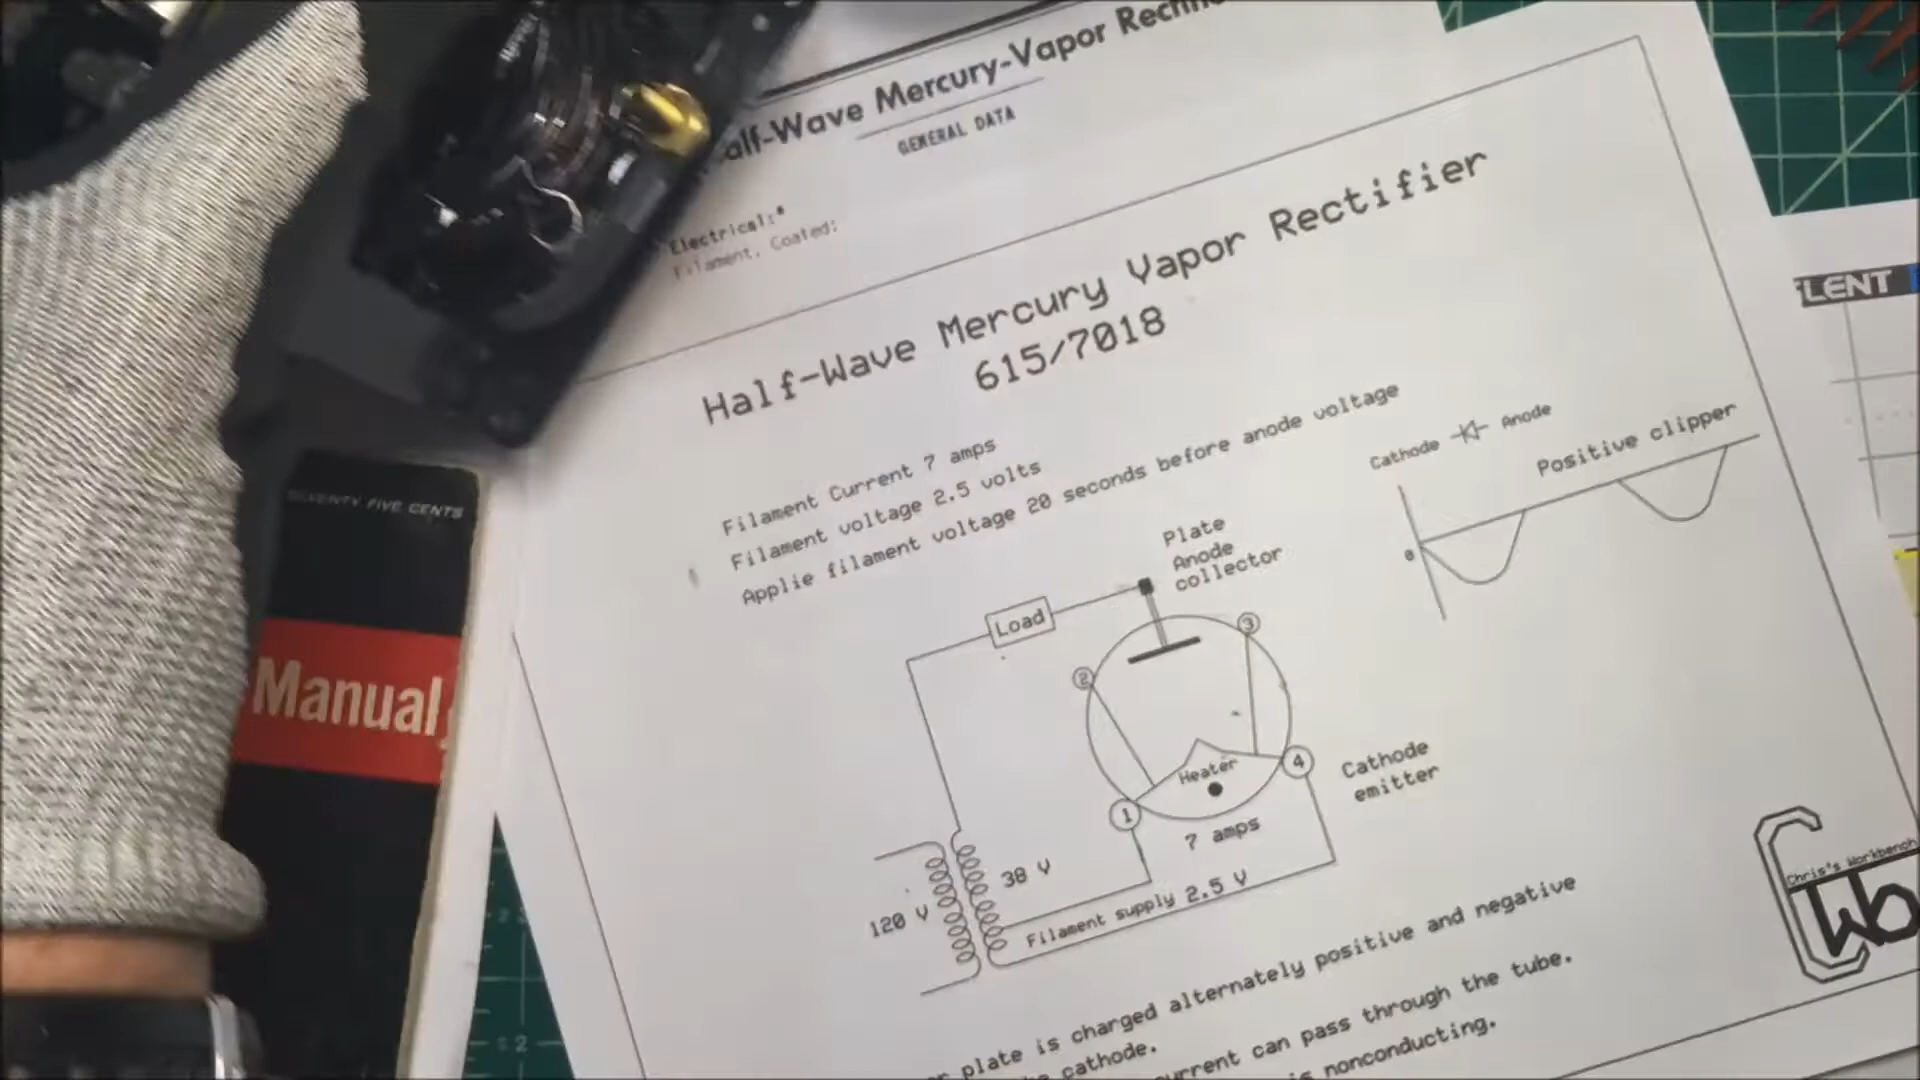 alf-Wave Mercury-Vapor Rectifie
GENERAL DATA
Electrical:*
Filament, Coated:
Half-Wave Mercury Vapor Rectifier
615/7018
Filament Current 7 amps
Filament voltage 2.5 volts
Applie filament voltage 20 seconds before anode voltage
Cathode Anode
Positive clipper
0
Plate
Anode
collector
Load
2
3
Heater
4
1
Cathode
emitter
7 amps
38 V
120 V
Filament supply 2.5 V
plate is charged alternately positive and negative
cathode.
urrent can pass through the tube.
is nonconducting.
Chris's Workbench
Wb
SEVENTY FIVE CENTS
Manual
LENT